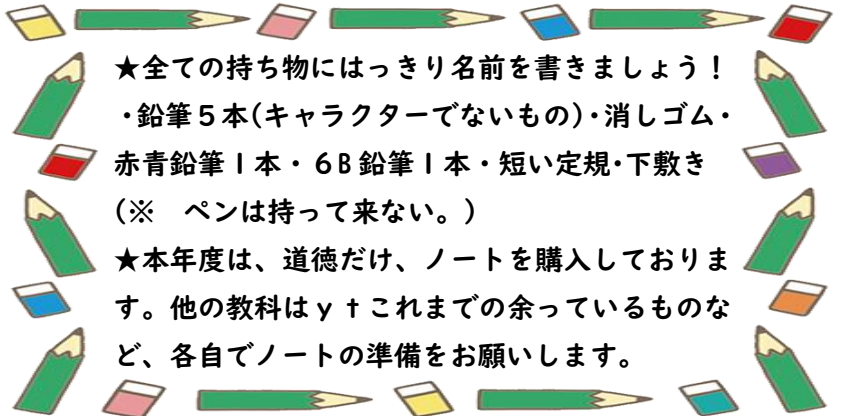 ★全ての持ち物にはっきり名前を書きましょう！
・鉛筆５本(キャラクターでないもの)・消しゴム・
赤青鉛筆１本・６B鉛筆１本・短い定規・下敷き
(※　ペンは持って来ない。)
★本年度は、道徳だけ、ノートを購入しておりま
す。他の教科はｙｔこれまでの余っているものな
ど、各自でノートの準備をお願いします。